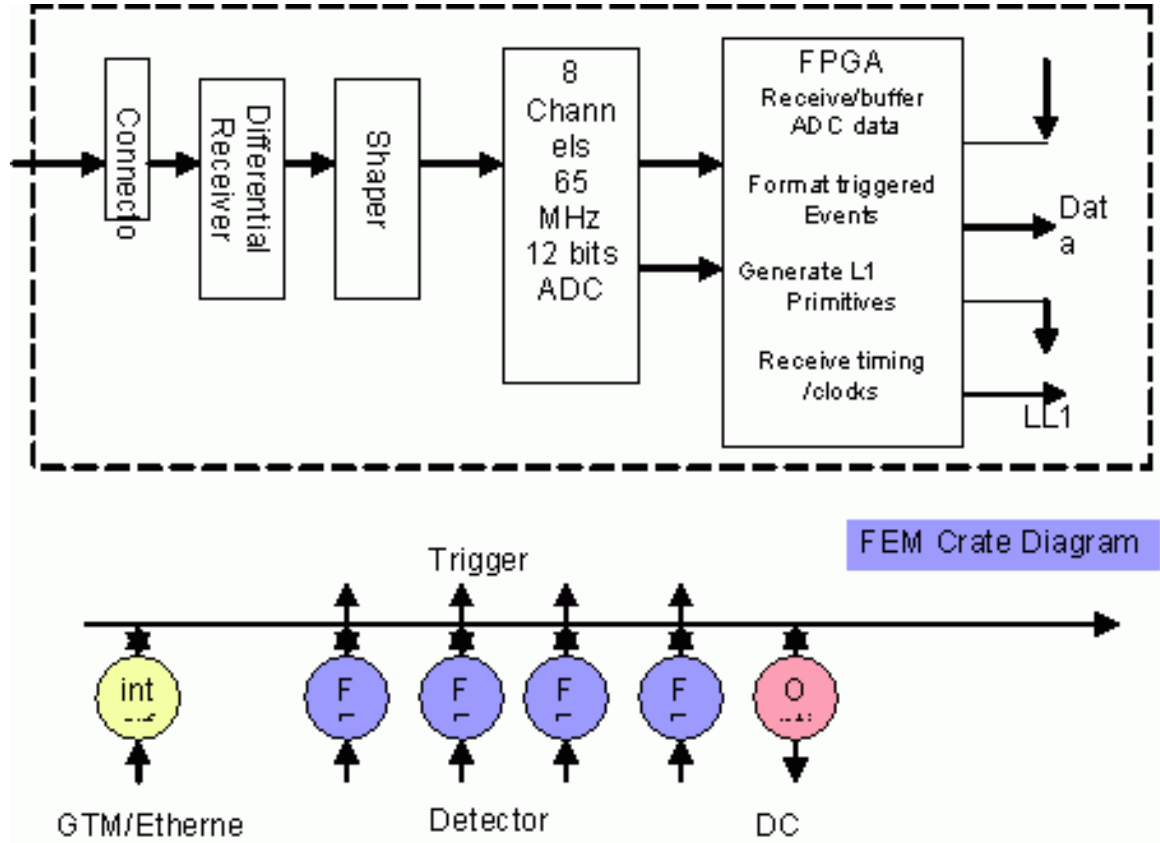 Connecto
Differential
Receiver
Shaper
8
Chann
els
65
MHz
12 bits
ADC
FPGA
Receive/buffer
ADC data
Format triggered
Events
Generate L1
Primitives
Receive timing
/clocks
Dat
a
LL1
FEM Crate Diagram
Trigger
int
F
F
F
F
O
GTM/Etherne
Detector
DC